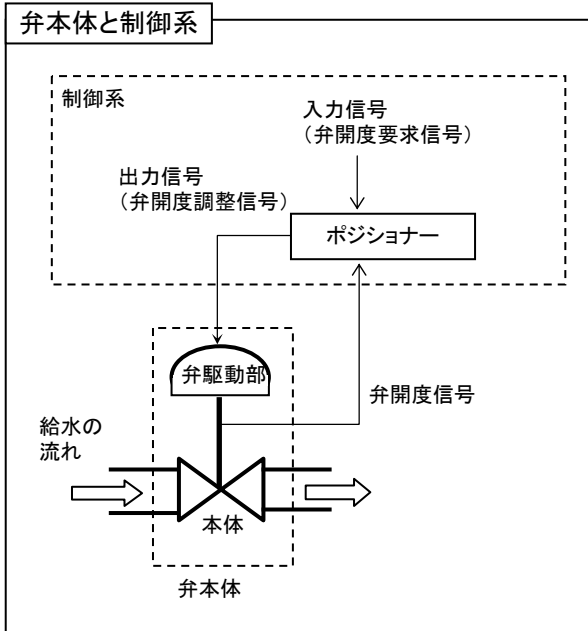 弁本体と制御系
制御系
入力信号
（弁開度要求信号）
出力信号
（弁開度調整信号）
ポジショナー
弁駆動部
弁開度信号
給水の
流れ
本体
弁本体